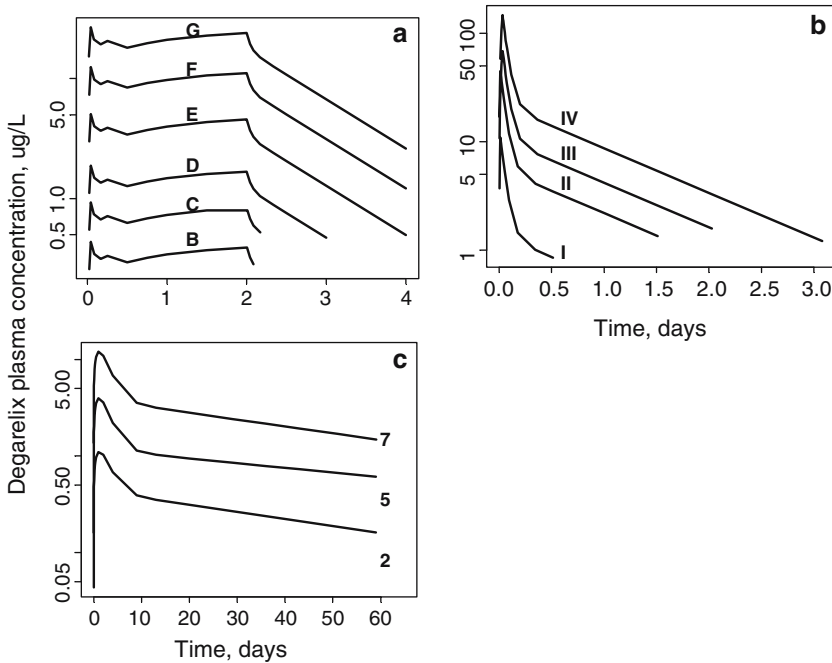 Degarelix plasma concentration, ug/L
a
G
F
E
D
C
B
5.0
1.0
0.5
0 1 2 3 4
b
100
50
10
5
1
IV
III
II
I
0.0 0.5 1.0 1.5 2.0 3.0
Time, days
c
5.00
0.50
0.05
7
5
2
0 10 20 30 40 50 60
Time, days